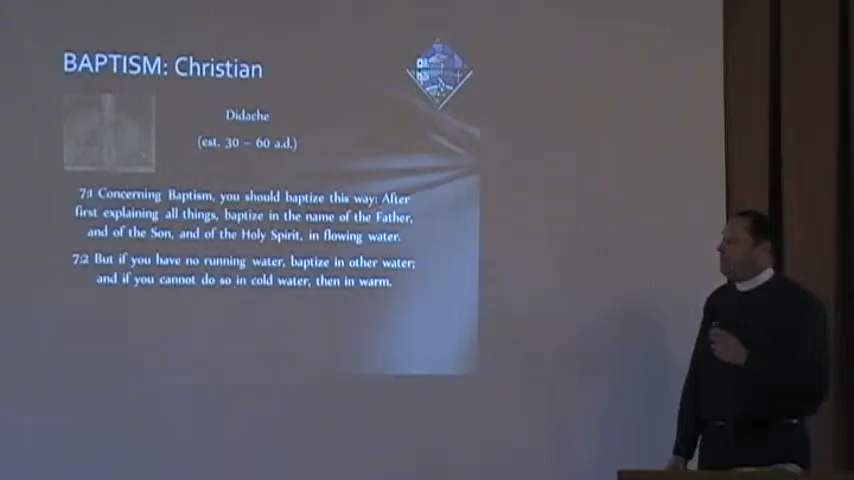 BAPTISM: Christian
Didache
(est. 30 – 60 a.d.)
7:1 Concerning Baptism, you should baptize this way: After
first explaining all things, baptize in the name of the Father,
and of the Son, and of the Holy Spirit, in flowing water.
7:2 But if you have no running water, baptize in other water;
and if you cannot do so in cold water, then in warm.